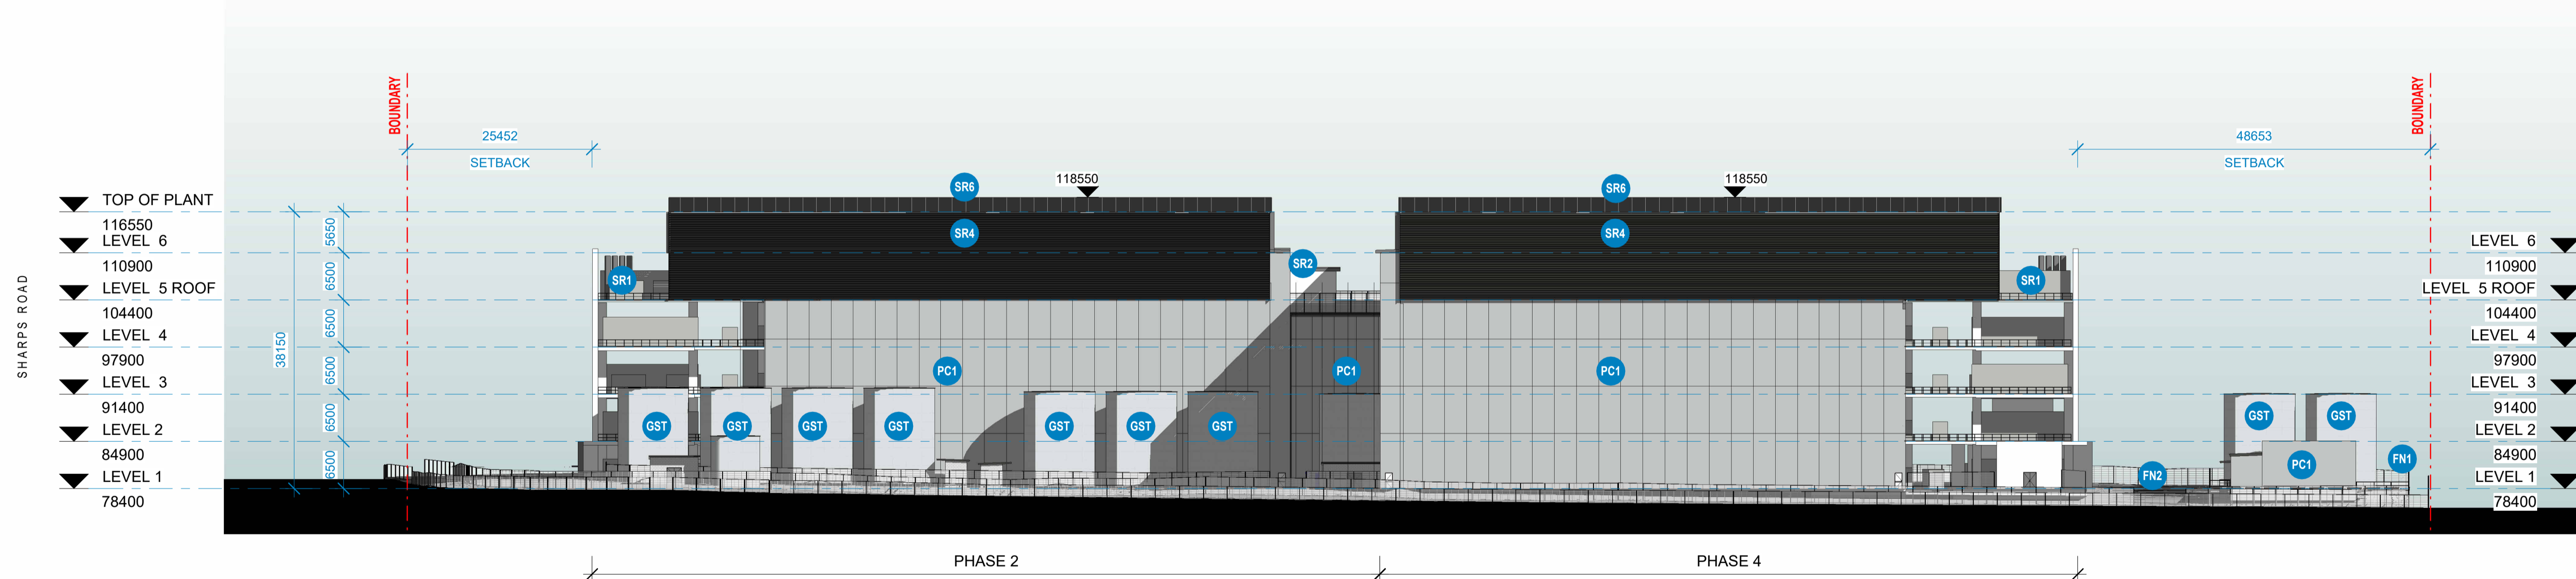 SHARPS ROAD
BOUNDARY
BOUNDARY
25452
SETBACK
48653
SETBACK
TOP OF PLANT
116550
LEVEL 6
110900
LEVEL 5 ROOF
104400
LEVEL 4
97900
LEVEL 3
91400
LEVEL 2
84900
LEVEL 1
78400
38150
5650
6500
6500
6500
6500
6500
118550
118550
SR6
SR6
SR4
SR4
SR2
SR1
SR1
PC1
PC1
PC1
GST
GST
GST
GST
GST
GST
GST
GST
GST
PC1
FN1
FN2
LEVEL 6
110900
LEVEL 5 ROOF
104400
LEVEL 4
97900
LEVEL 3
91400
LEVEL 2
84900
LEVEL 1
78400
PHASE 2
PHASE 4